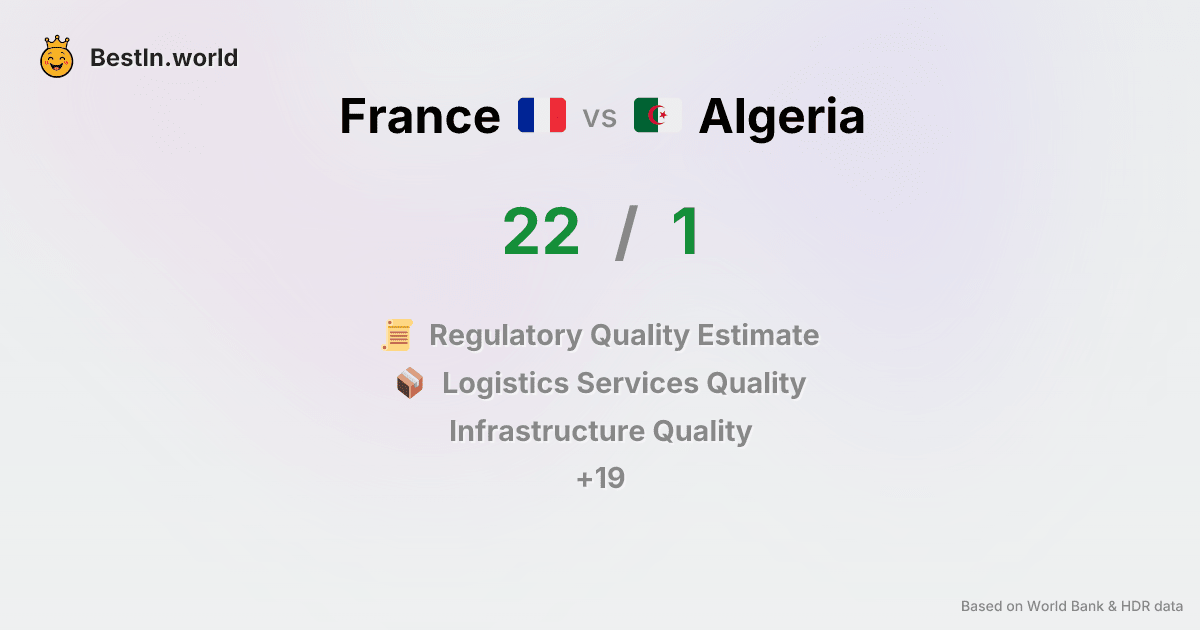 BestIn.world
France vs Algeria
22 / 1
Regulatory Quality Estimate
Logistics Services Quality
Infrastructure Quality
+19
Based on World Bank & HDR data